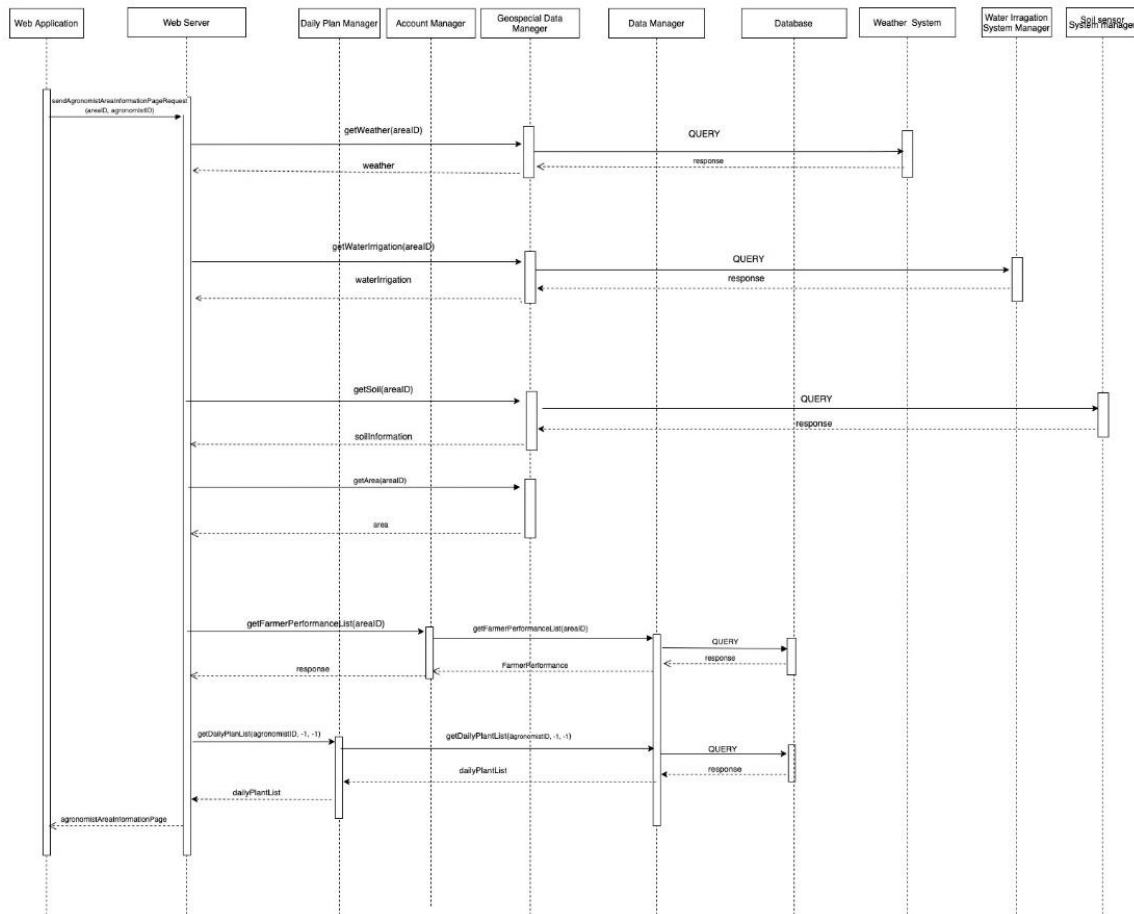 Web Application
Web Server
Daily Plan Manager
Account Manager
Geospecial Data
Maneger
Data Manager
Database
Weather System
Water Irragation
System Manager
Soil sensor
System manager
sendAgronomistAreaInformationPageRequest
(areaID, agronomistID)
getWeather(areaID)
QUERY
weather
response
getWaterIrrigation(areaID)
QUERY
waterIrrigation
response
getSoil(areaID)
QUERY
soilInformation
response
getArea(areaID)
area
getFarmerPerformanceList(areaID)
getFarmerPerformanceList(areaID)
QUERY
response
FarmerPerformance
response
getDailyPlanList(agronomistID, -1, -1)
getDailyPlantList(agronomistID, -1, -1)
QUERY
response
dailyPlantList
dailyPlantList
agronomistAreaInformationPage